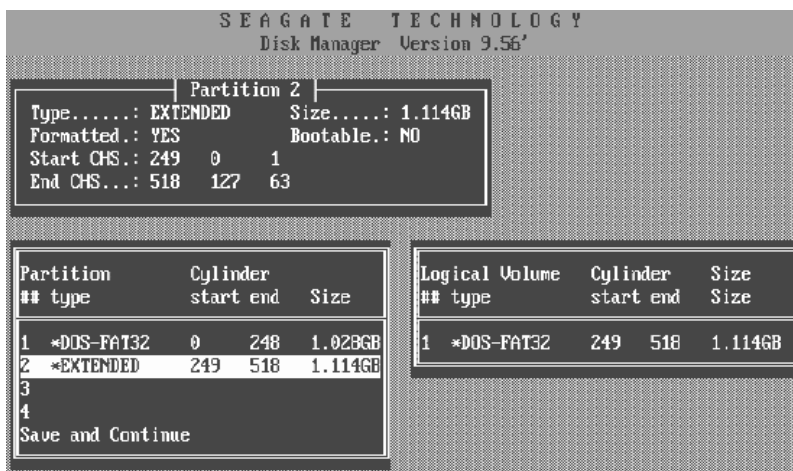 SEAGATE TECHNOLOGY
Disk Manager Version 9.56'
Partition 2
Type......: EXTENDED Size.....: 1.114GB
Formatted.: YES Bootable.: NO
Start CHS.: 249 0 1
End CHS...: 518 127 63
Partition Cylinder
## type start end Size
1 *DOS-FAT32 0 248 1.028GB
2 *EXTENDED 249 518 1.114GB
3
4
Save and Continue
Logical Volume Cylinder Size
## type start end Size
1 *DOS-FAT32 249 518 1.114GB